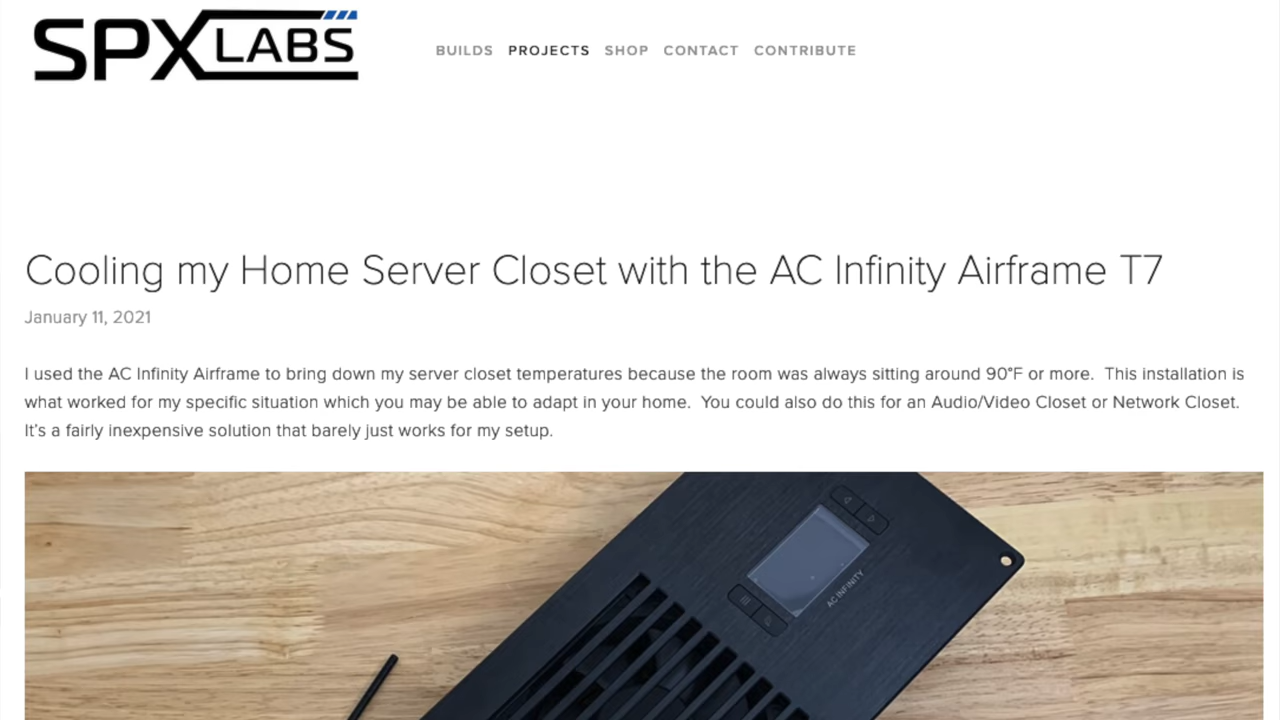 SPX LABS
BUILDS PROJECTS SHOP CONTACT CONTRIBUTE
Cooling my Home Server Closet with the AC Infinity Airframe T7
January 11, 2021
I used the AC Infinity Airframe to bring down my server closet temperatures because the room was always sitting around 90°F or more.  This installation is
what worked for my specific situation which you may be able to adapt in your home.  You could also do this for an Audio/Video Closet or Network Closet.
It's a fairly inexpensive solution that barely just works for my setup.
AC INFINITY